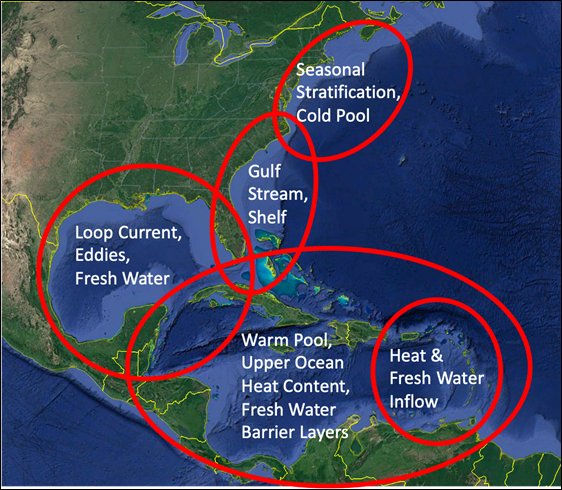 Seasonal
Stratification,
Cold Pool
Gulf
Stream,
Shelf
Loop Current,
Eddies,
Fresh Water
Warm Pool,
Upper Ocean
Heat Content,
Fresh Water
Barrier Layers
Heat &
Fresh Water
Inflow